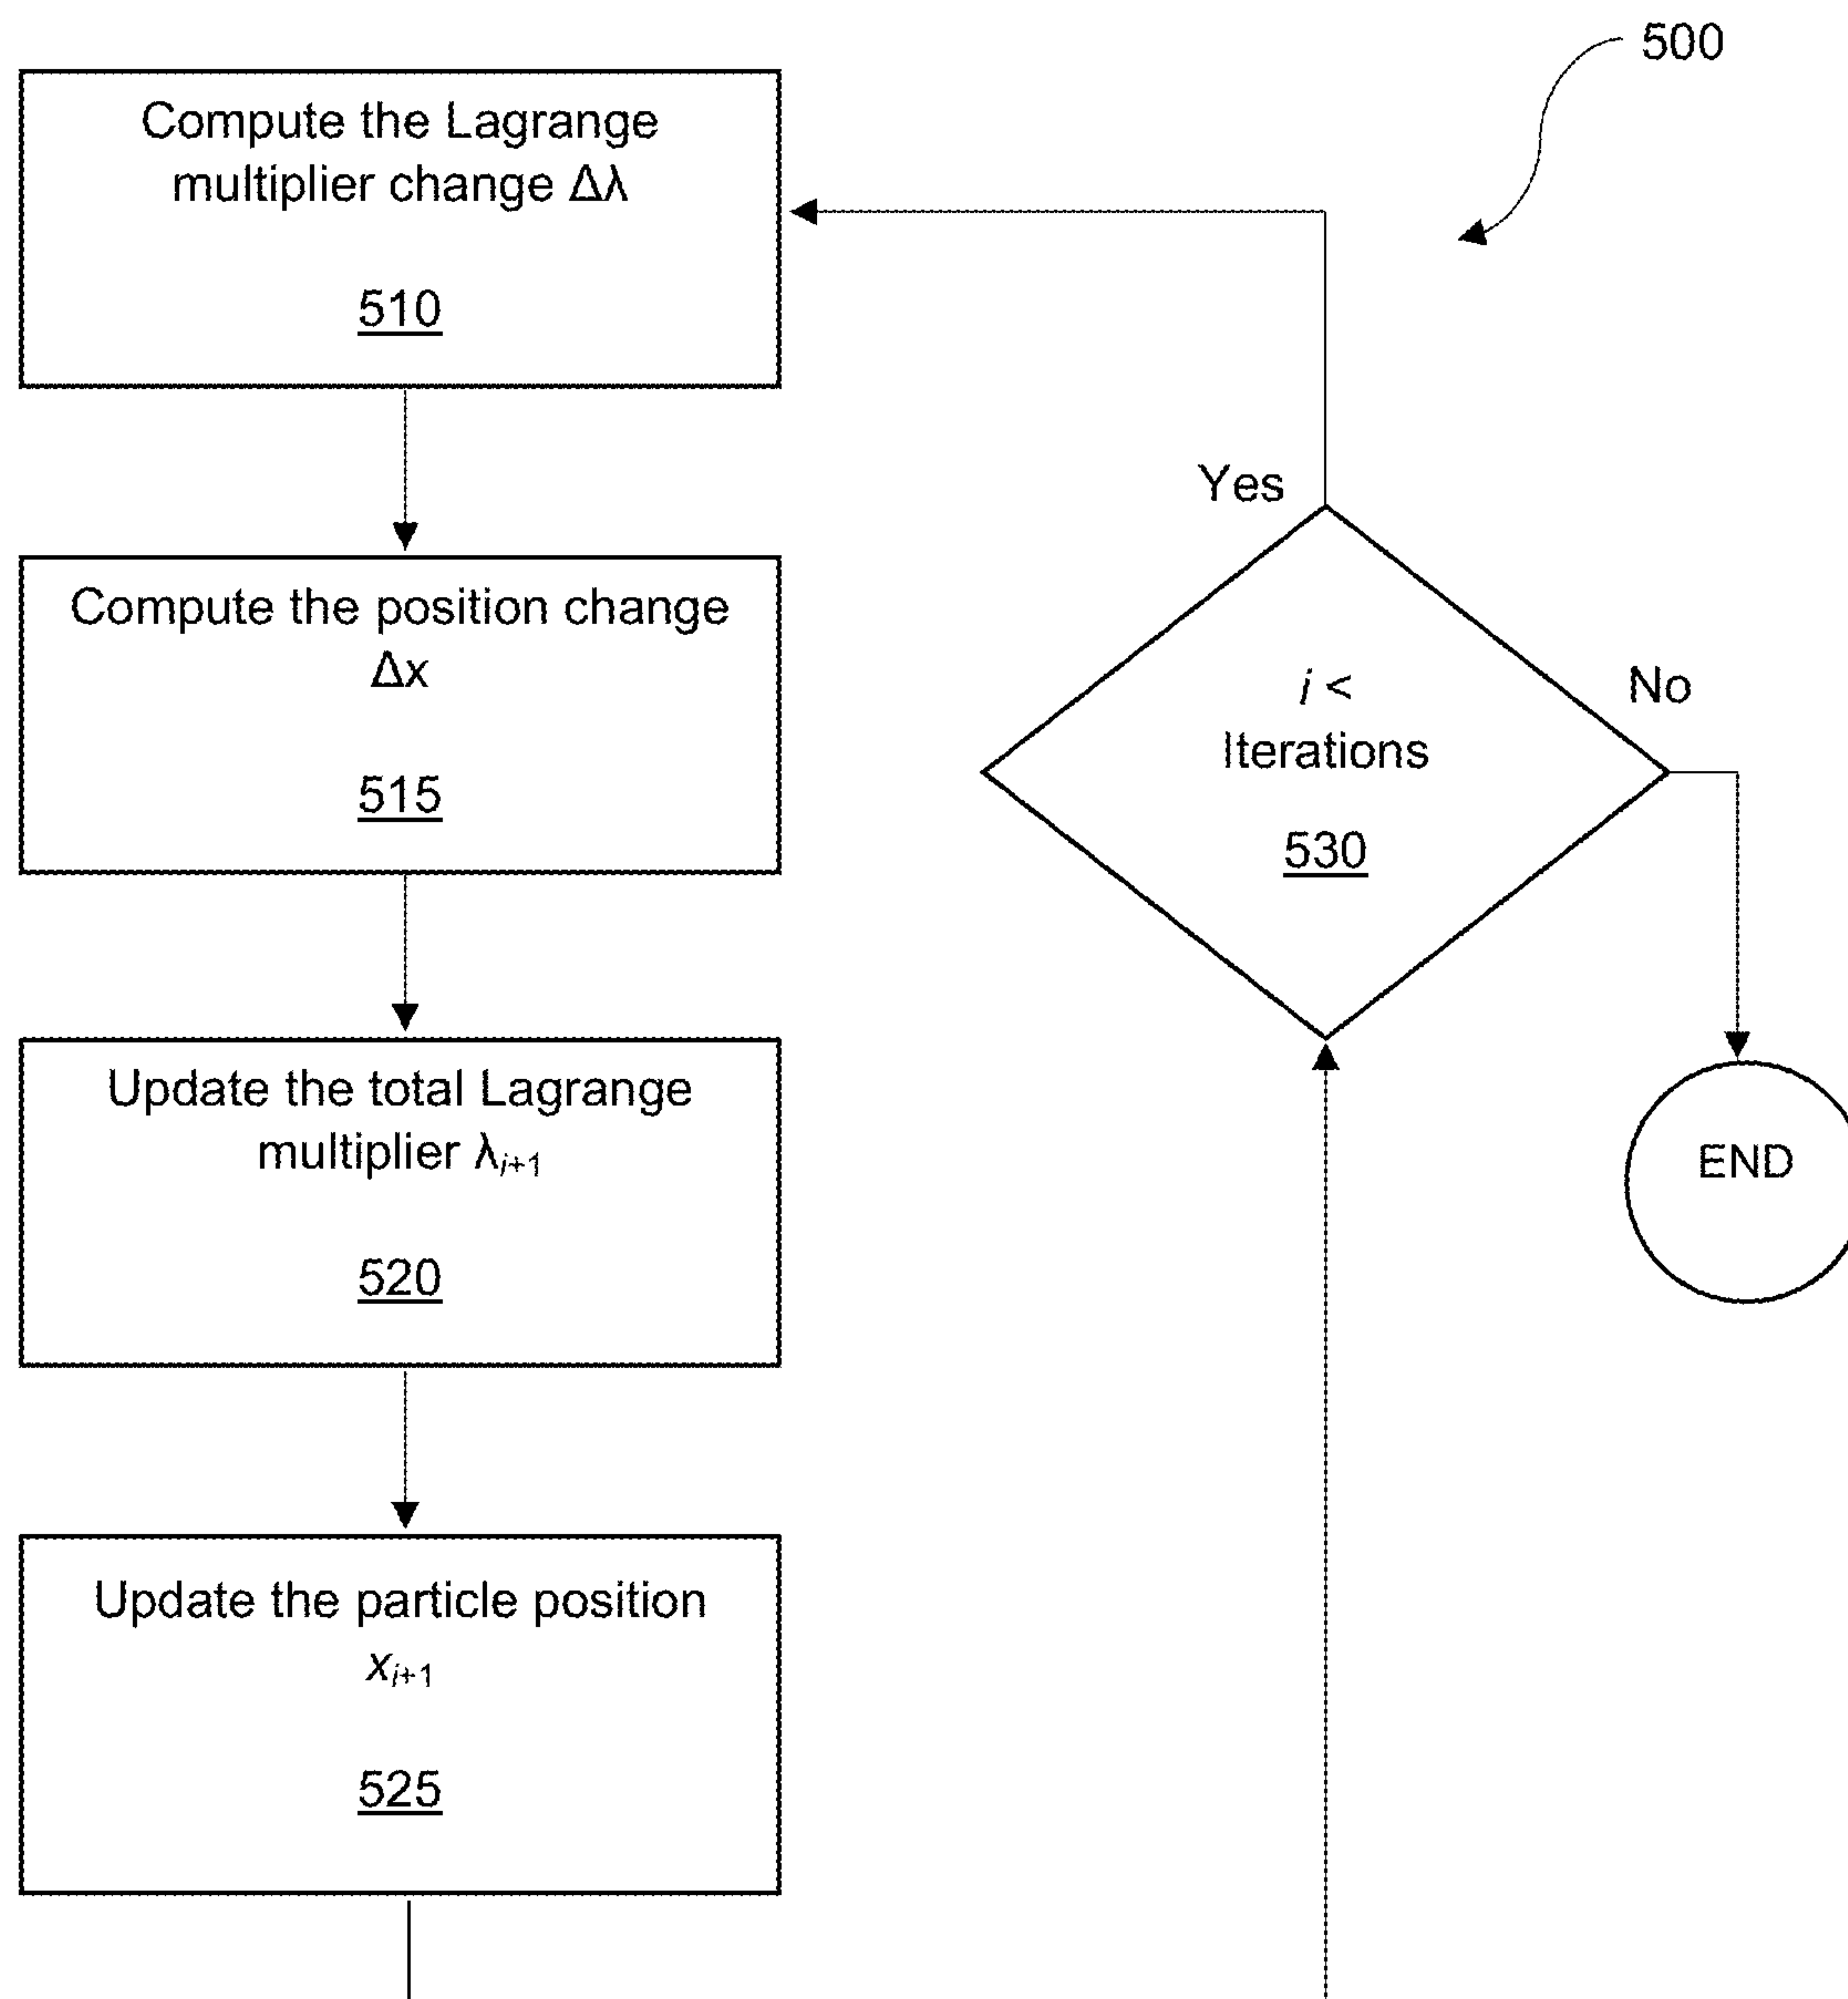 500
Compute the Lagrange
multiplier change Δλ
510
Compute the position change
Δx
515
Update the total Lagrange
multiplier λi+1
520
Update the particle position
xi+1
525
Yes
i <
Iterations
530
No
END